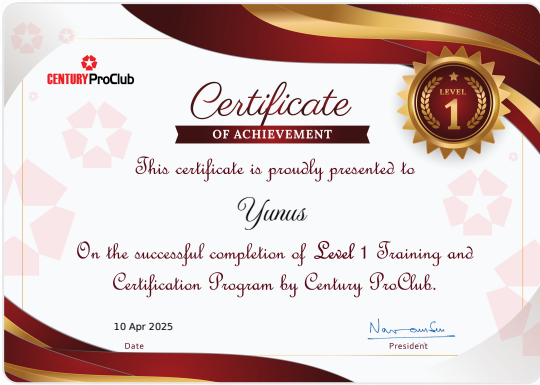 CENTURY ProClub
Certificate
OF ACHIEVEMENT
LEVEL
1
This certificate is proudly presented to
Yunus
On the successful completion of Level 1 Training and
Certification Program by Century ProClub.
10 Apr 2025
Date
President